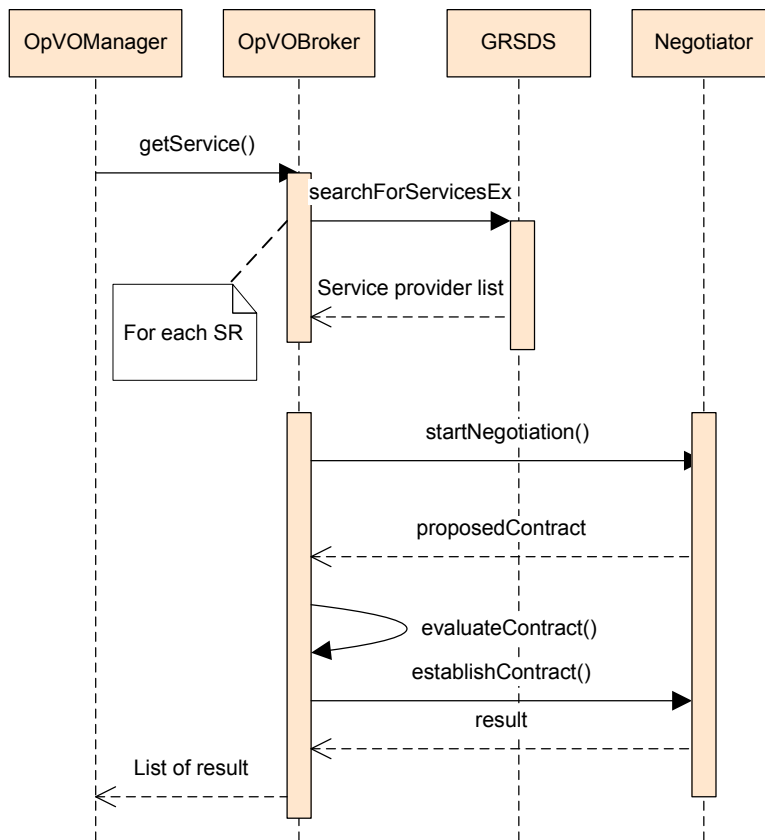 OpVOManager
OpVOBroker
GRSDS
Negotiator
getService()
searchForServicesEx
Service provider list
For each SR
startNegotiation()
proposedContract
evaluateContract()
establishContract()
result
List of result